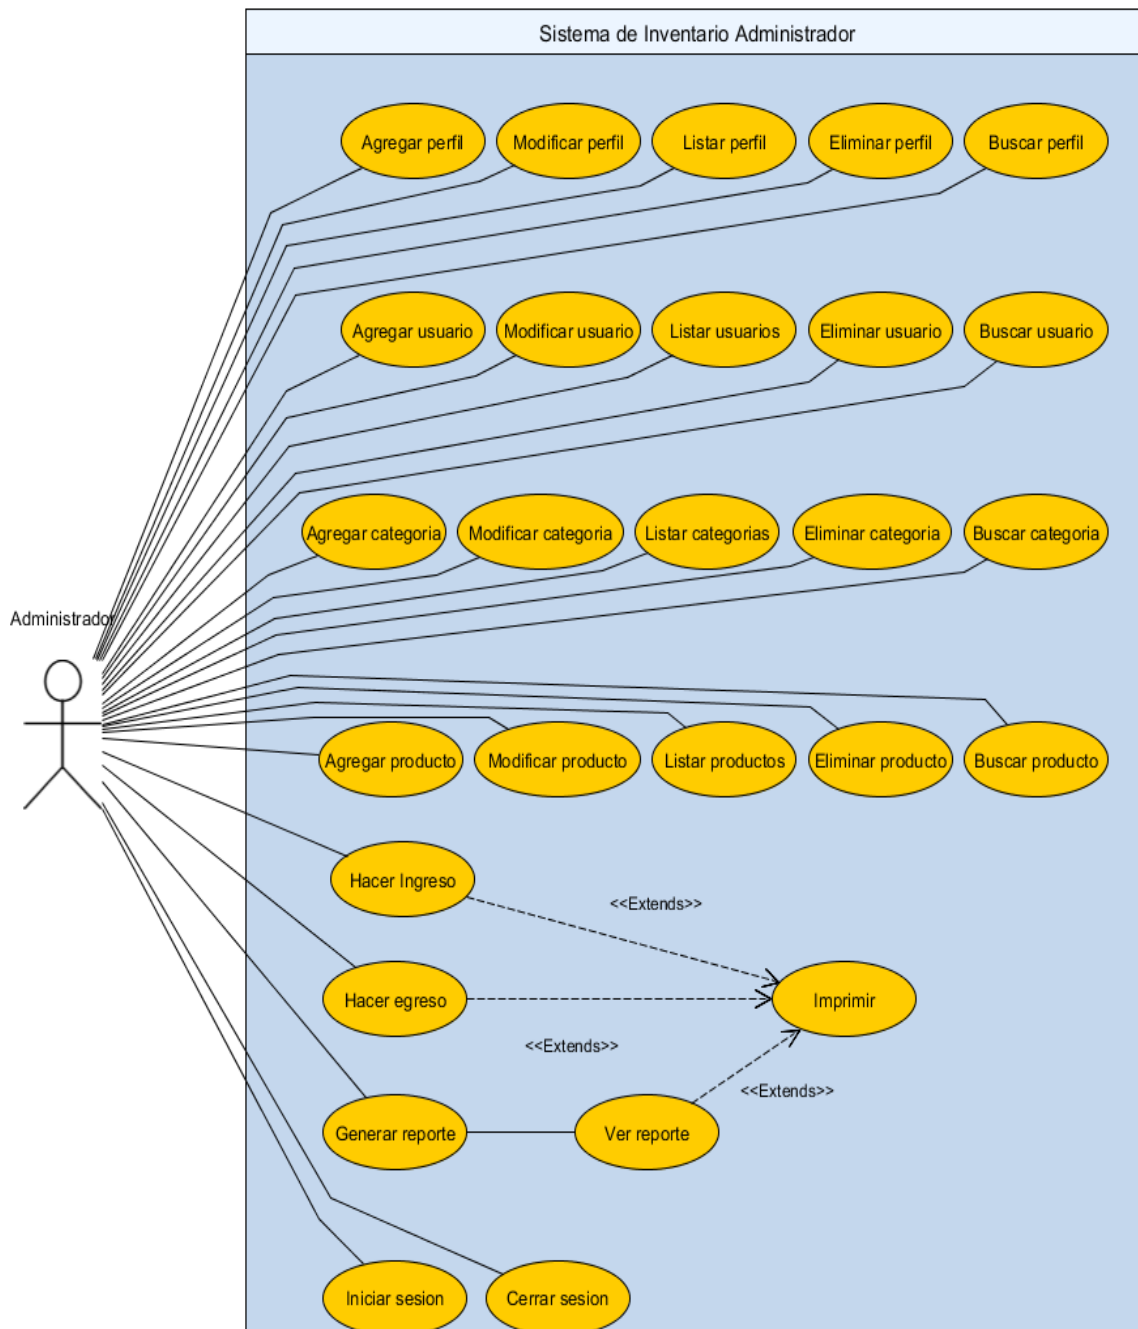 Sistema de Inventario Administrador
Agregar perfil
Modificar perfil
Listar perfil
Eliminar perfil
Buscar perfil
Agregar usuario
Modificar usuario
Listar usuarios
Eliminar usuario
Buscar usuario
Agregar categoria
Modificar categoria
Listar categorias
Eliminar categoria
Buscar categoria
Administrador
Agregar producto
Modificar producto
Listar productos
Eliminar producto
Buscar producto
Hacer Ingreso
<<Extends>>
Hacer egreso
Imprimir
<<Extends>>
<<Extends>>
Generar reporte
Ver reporte
Iniciar sesion
Cerrar sesion